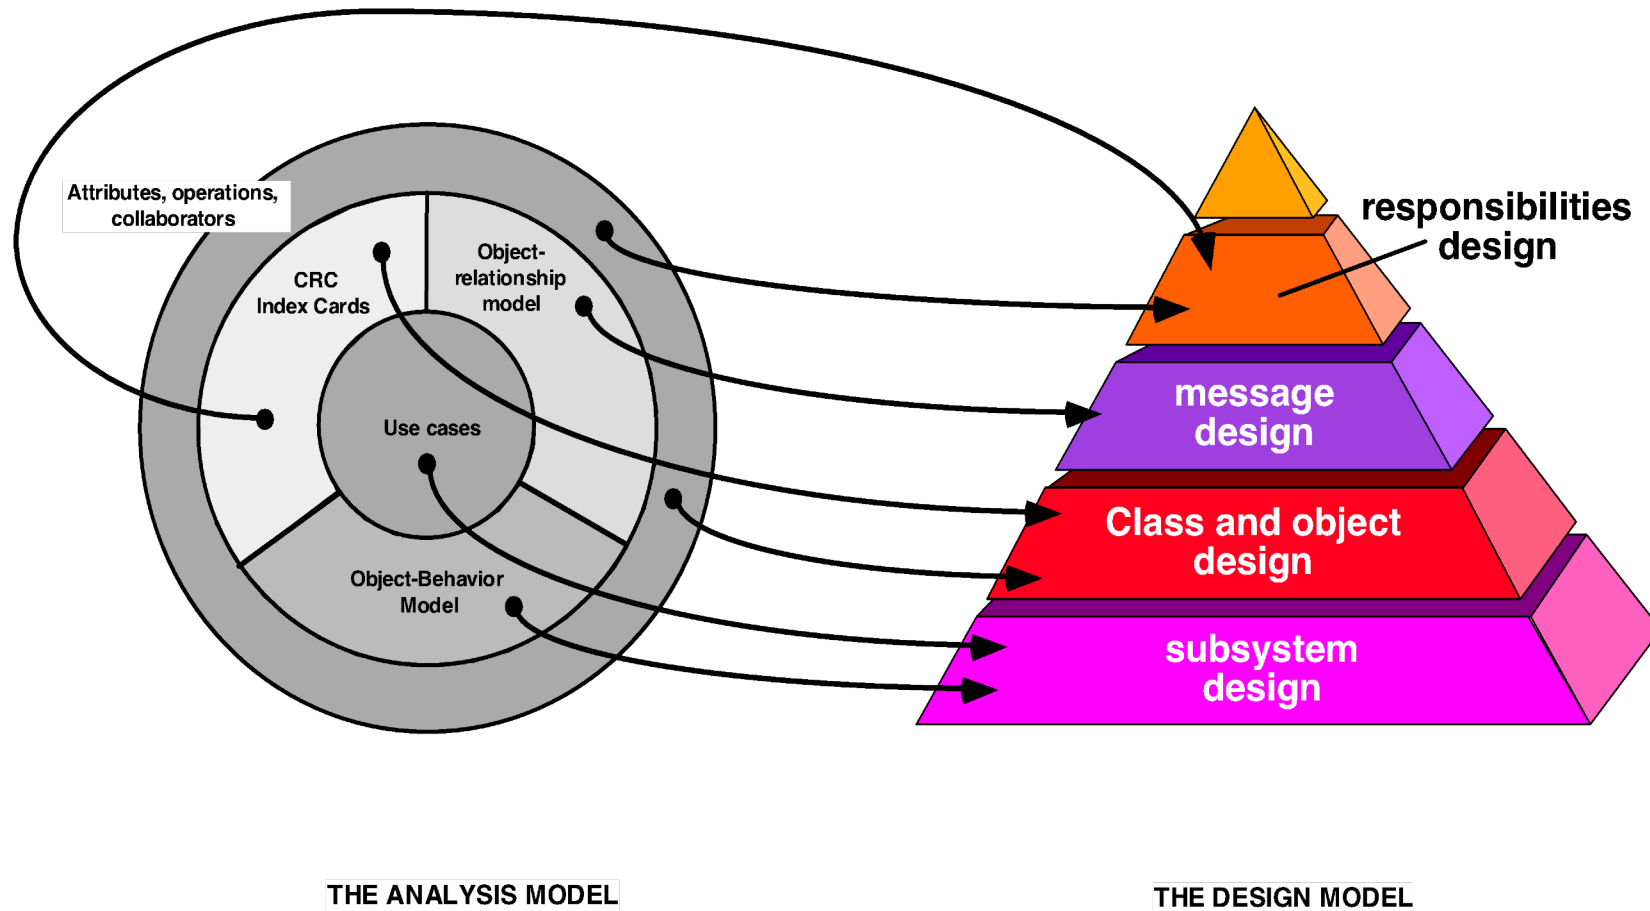 Attributes, operations,
collaborators
CRC
Index Cards
Object-
relationship
model
Use cases
Object-Behavior
Model
responsibilities
design
message
design
Class and object
design
subsystem
design
THE ANALYSIS MODEL
THE DESIGN MODEL